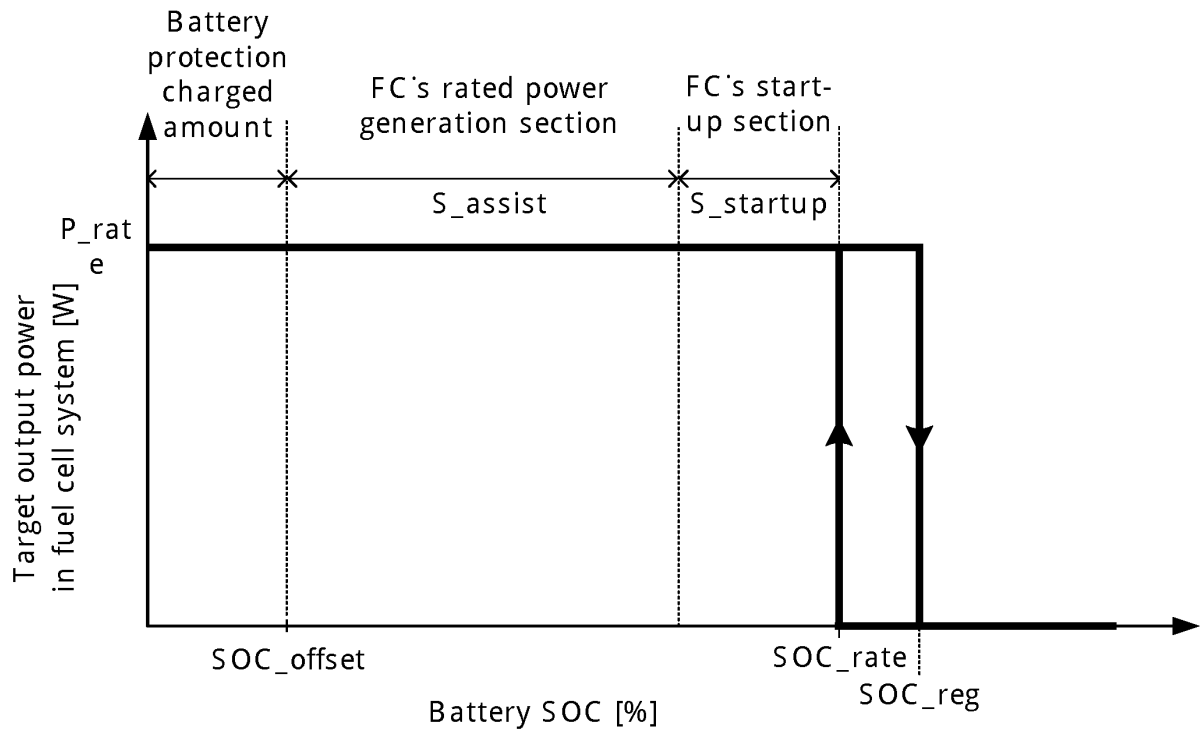 Battery
protection
charged
amount
FC's rated power
generation section
FC's start-
up section
S_assist
S_startup
P_rat
e
Target output power
in fuel cell system [W]
SOC_offset
SOC_rate
SOC_reg
Battery SOC [%]